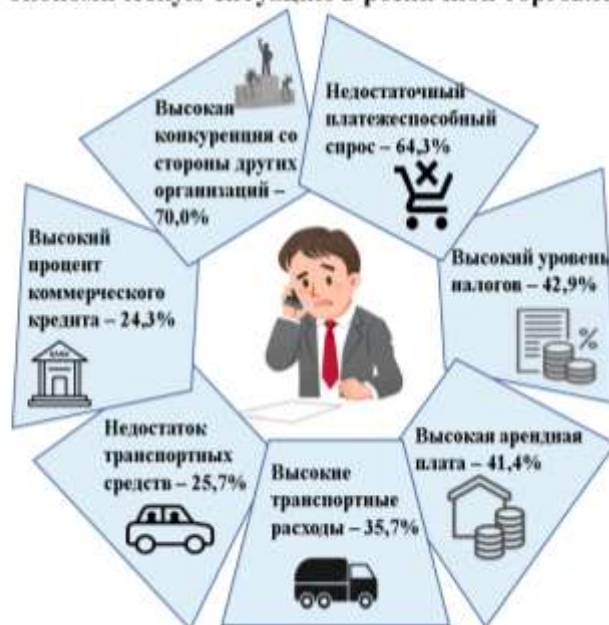 Высокая
конкуренция со
стороны других
организаций –
70,0%
Недостаточный
платежеспособный
спрос – 64,3%
Высокий уровень
налогов – 42,9%
%
Высокая арендная
плата – 41,4%
Высокие
транспортные
расходы – 35,7%
Недостаток
транспортных
средств – 25,7%
Высокий
процент
коммерческого
кредита – 24,3%
BANK